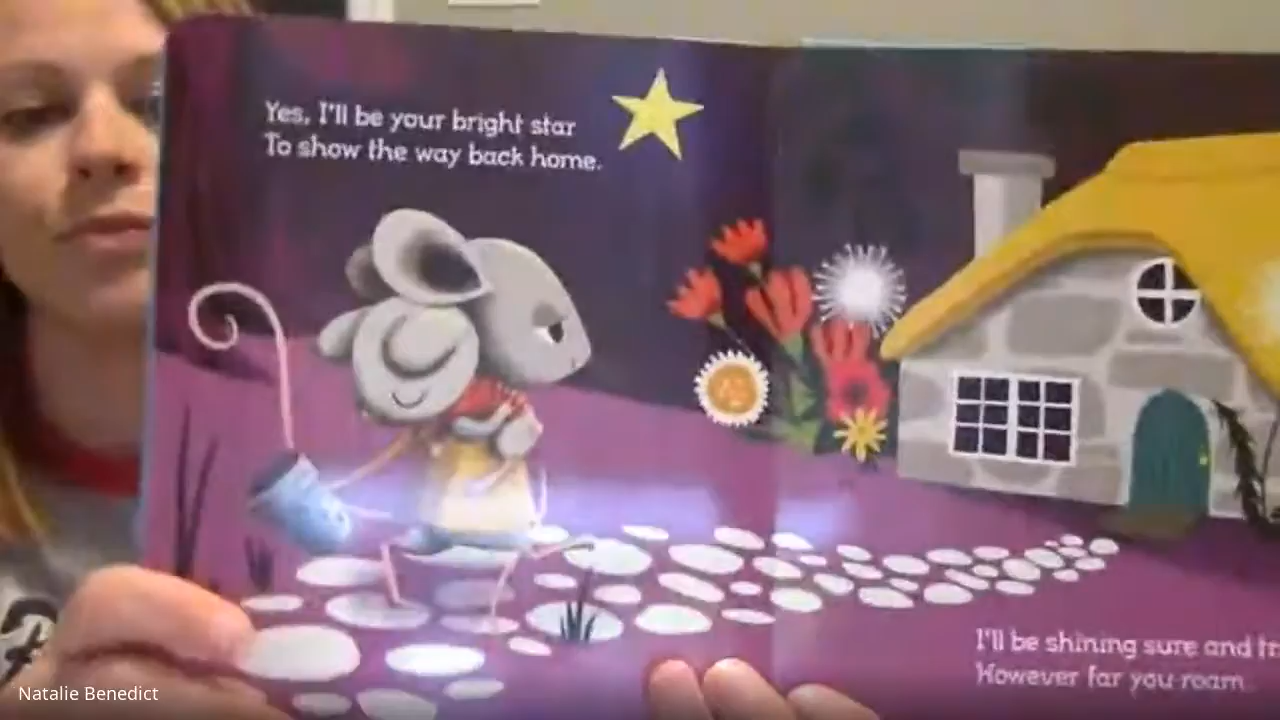 Yes, I'll be your bright star
To show the way back home.
I'll be shining sure and
However far you roam.
Natalie Benedict